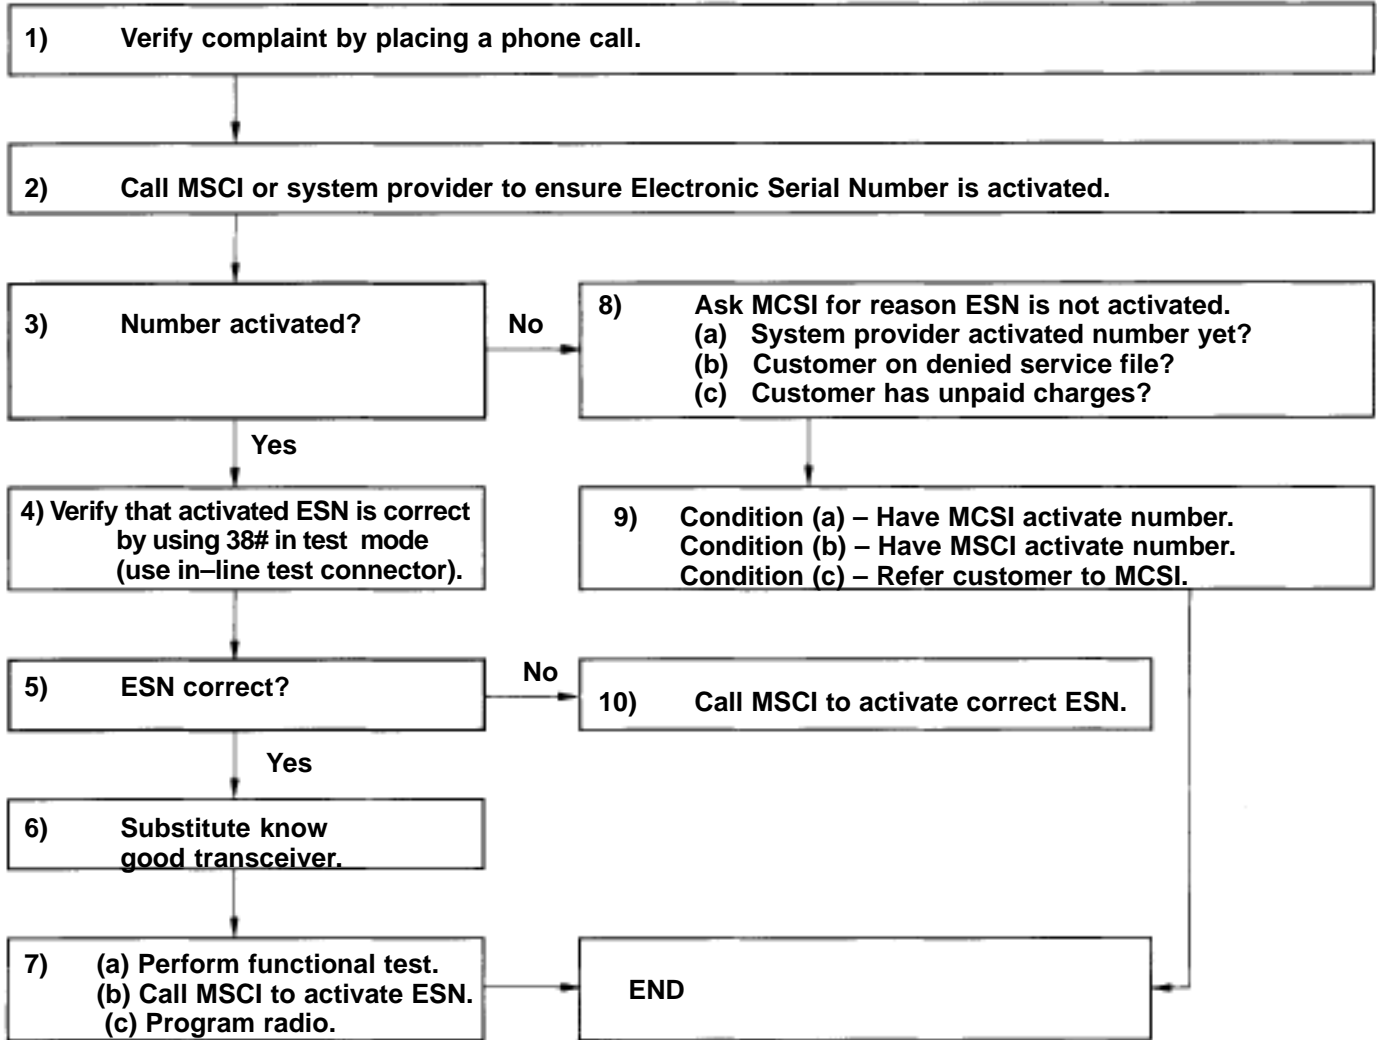 1) Verify complaint by placing a phone call.
2) Call MSCI or system provider to ensure Electronic Serial Number is activated.
3) Number activated?
No
8) Ask MCSI for reason ESN is not activated.
(a) System provider activated number yet?
(b) Customer on denied service file?
(c) Customer has unpaid charges?
Yes
4) Verify that activated ESN is correct
by using 38# in test mode
(use in–line test connector).
9) Condition (a) – Have MCSI activate number.
Condition (b) – Have MSCI activate number.
Condition (c) – Refer customer to MCSI.
5) ESN correct?
No
10) Call MSCI to activate correct ESN.
Yes
6) Substitute know
good transceiver.
7) (a) Perform functional test.
(b) Call MSCI to activate ESN.
(c) Program radio.
END